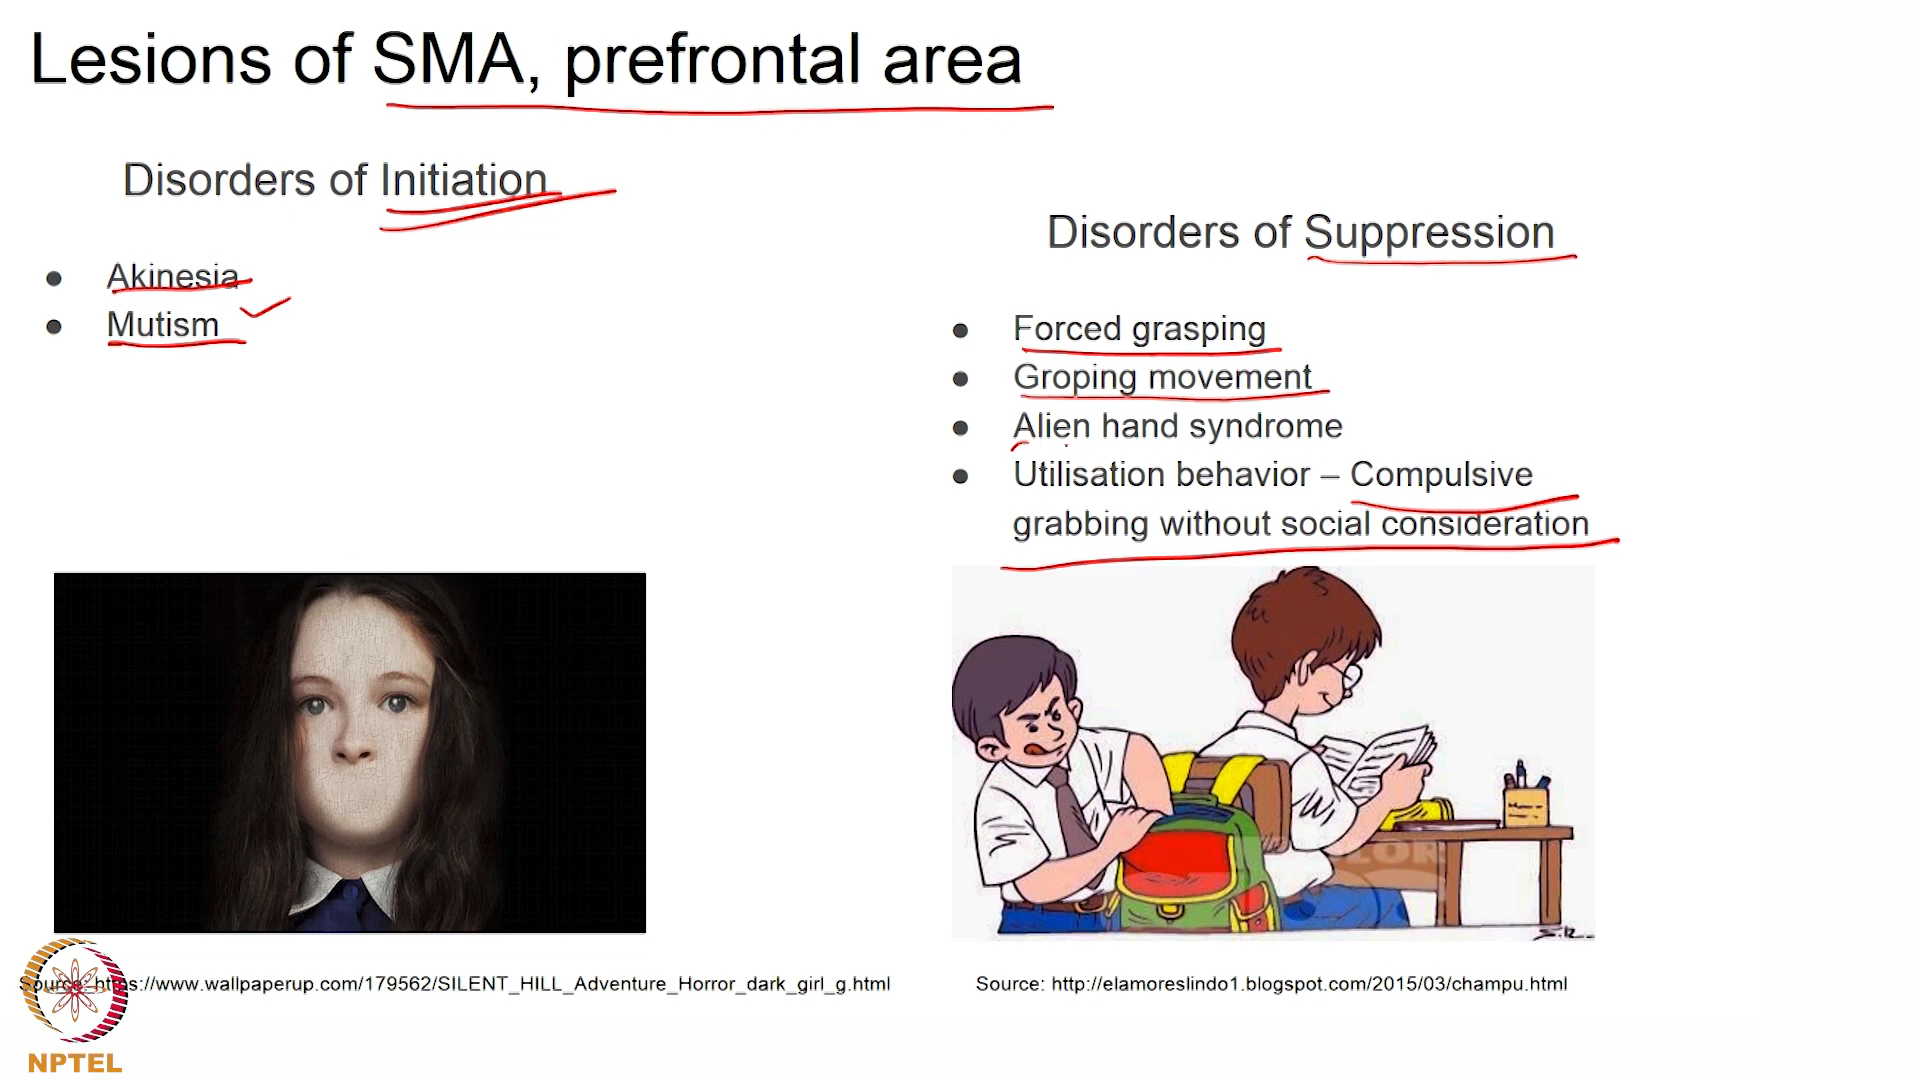 Lesions of SMA, prefrontal area
Disorders of Initiation
● Akinesia
● Mutism
Disorders of Suppression
● Forced grasping
● Groping movement
● Alien hand syndrome
● Utilisation behavior – Compulsive
grabbing without social consideration
Source: https://www.wallpaperup.com/179562/SILENT_HILL_Adventure_Horror_dark_girl_g.html
Source: http://elamoreslindo1.blogspot.com/2015/03/champu.html
NPTEL